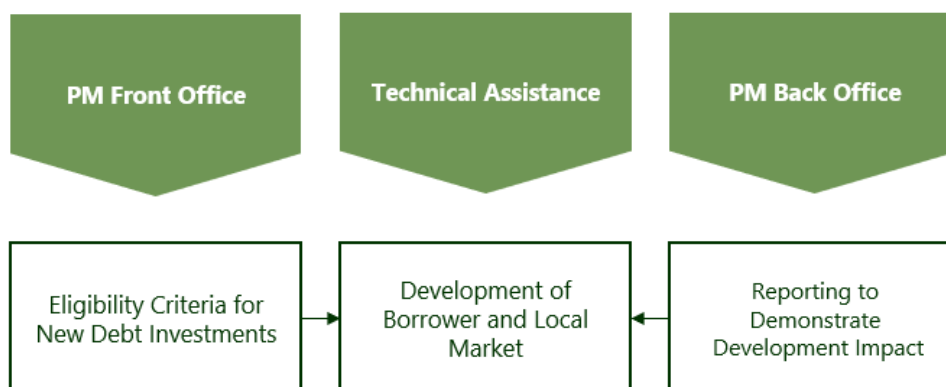 PM Front Office
Technical Assistance
PM Back Office
Eligibility Criteria for
New Debt Investments
Development of
Borrower and Local
Market
Reporting to
Demonstrate
Development Impact